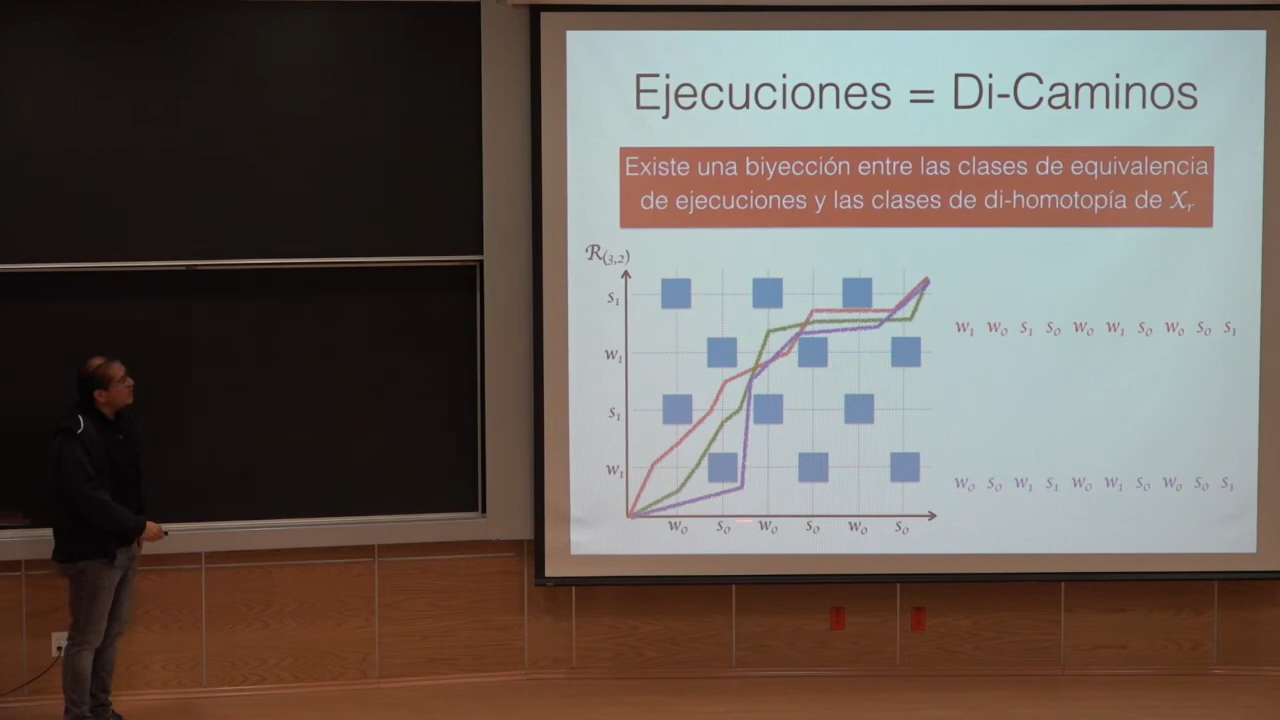 Ejecuciones = Di-Caminos
Existe una biyección entre las clases de equivalencia
de ejecuciones y las clases de di-homotopía de Xᵣ
R(3,2)
s₁
w₁
s₁
w₁
w₀ s₀ w₀ s₀ w₀ s₀
w₁ w₀ s₁ s₀ w₀ w₁ s₀ w₀ s₀ s₁
w₀ s₀ w₁ s₁ w₀ w₁ s₀ w₀ s₀ s₁